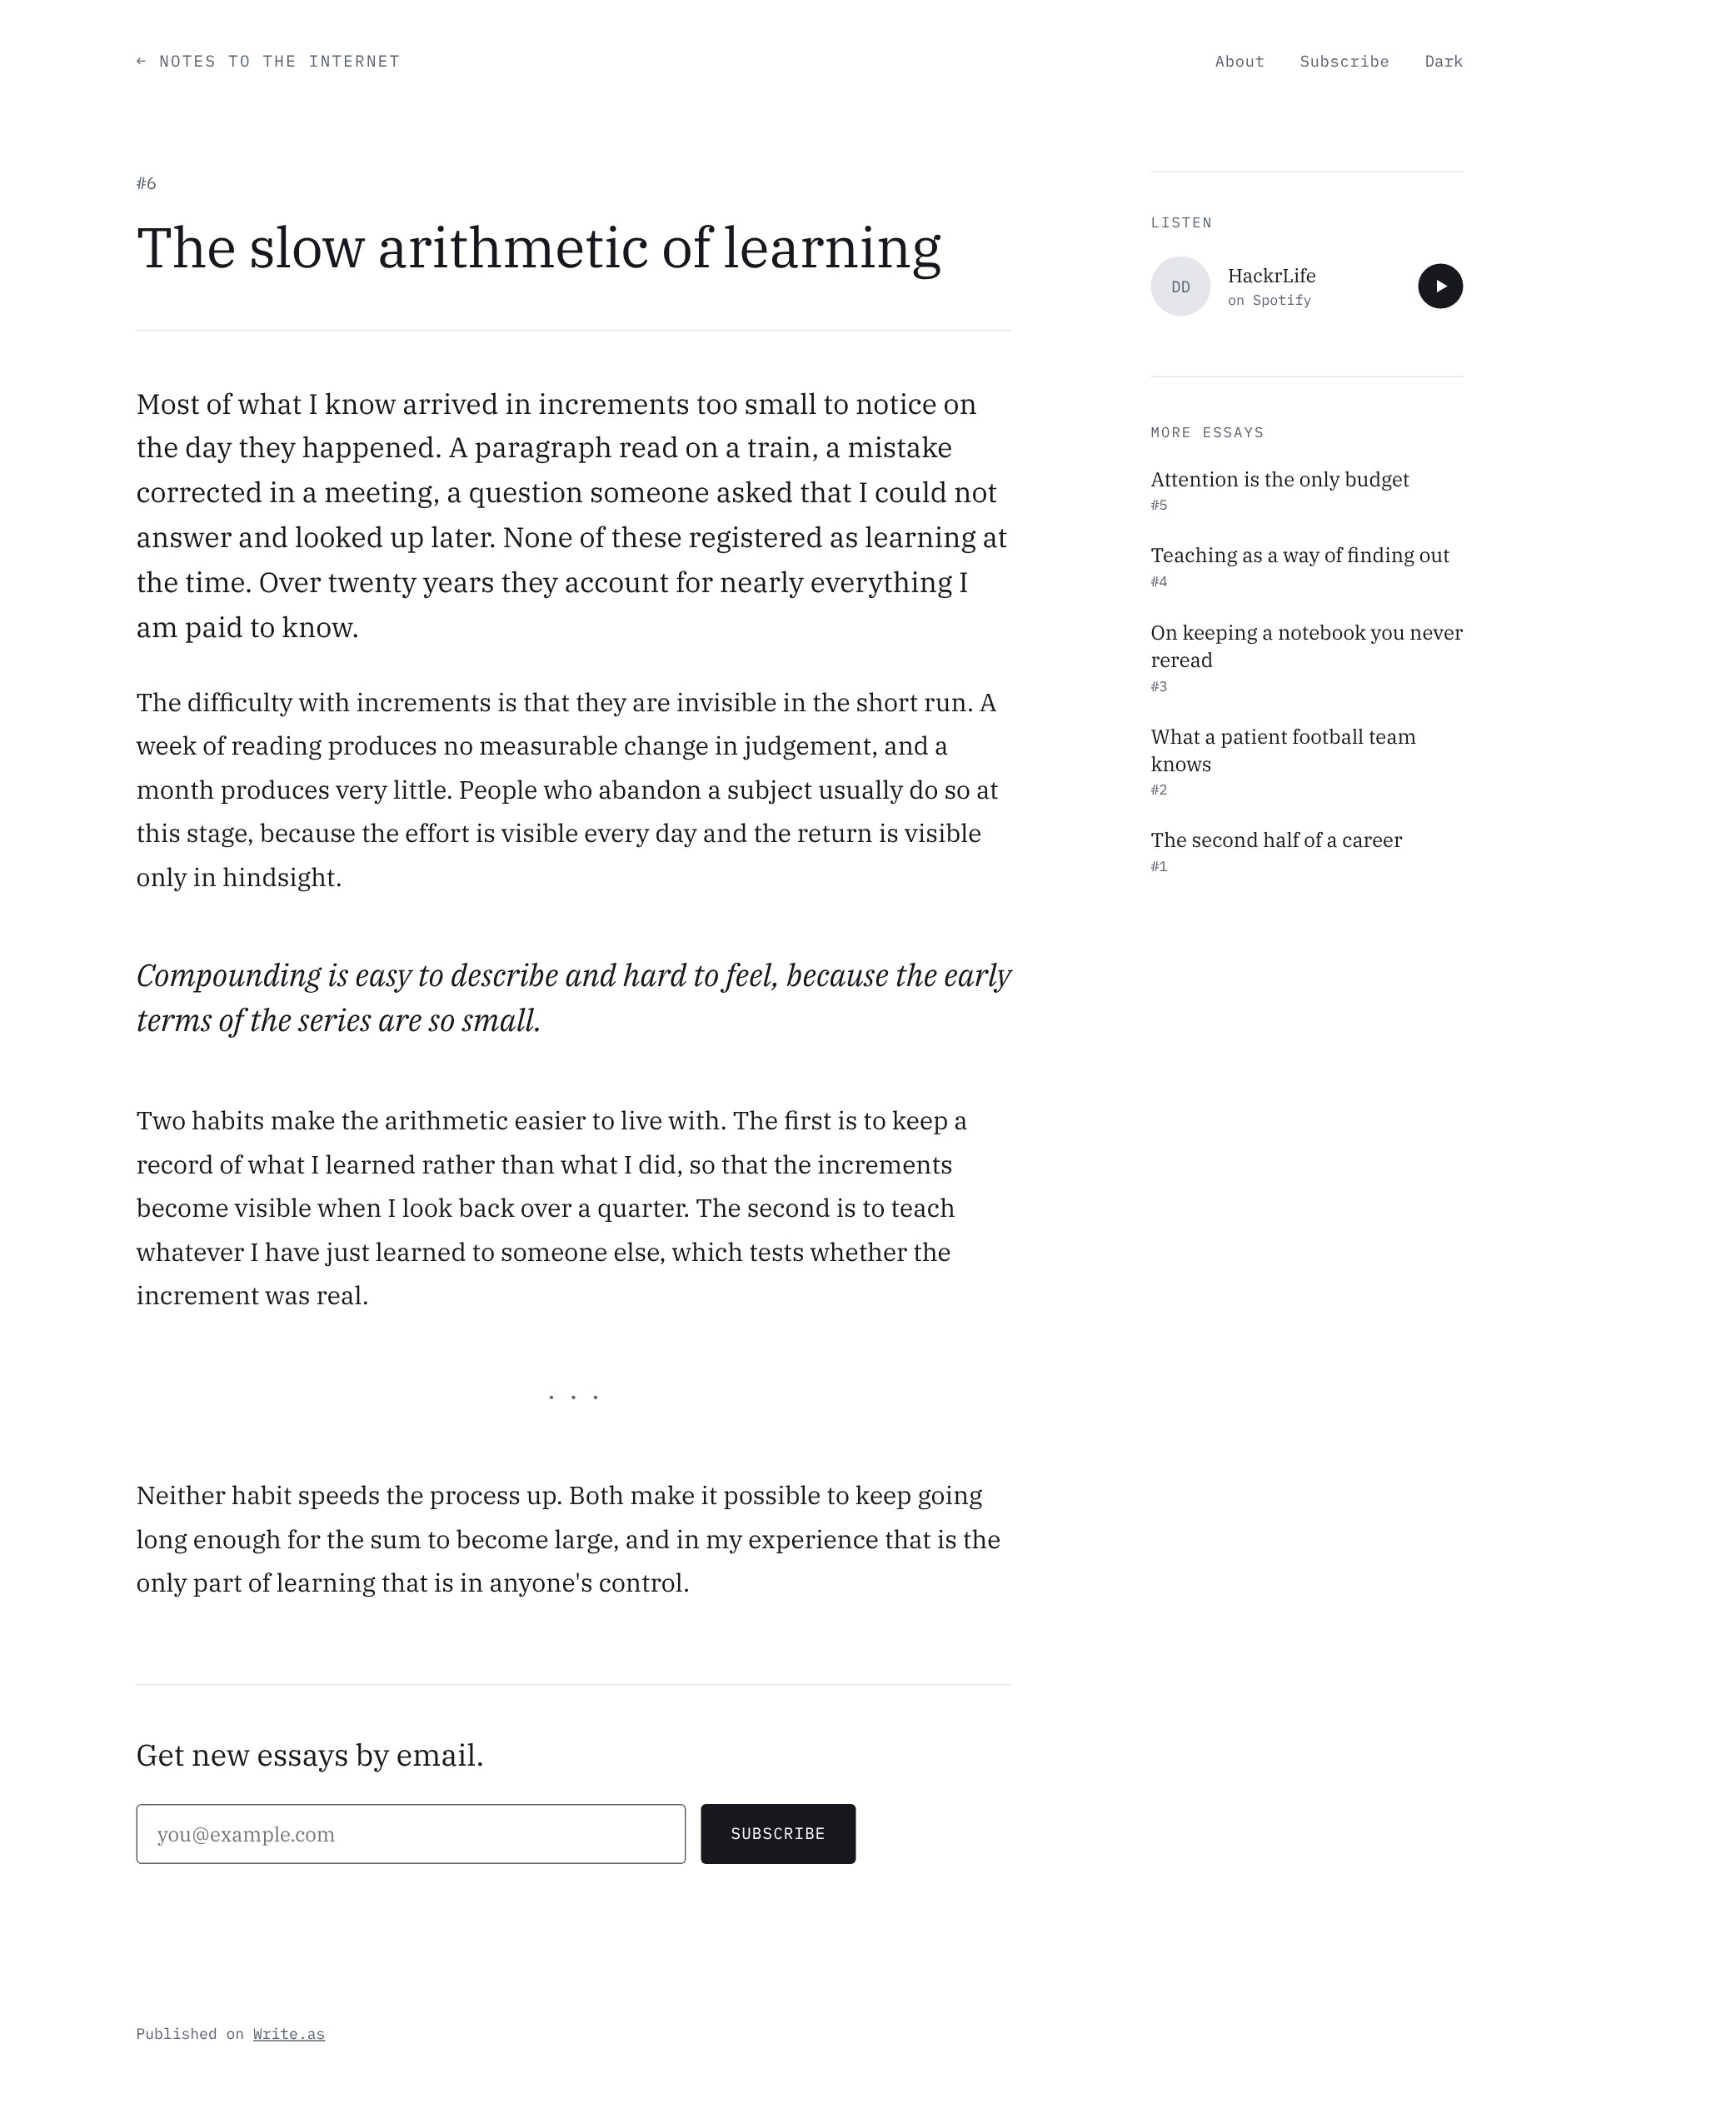 ← NOTES TO THE INTERNET
About Subscribe Dark
#6
The slow arithmetic of learning
Most of what I know arrived in increments too small to notice on
the day they happened. A paragraph read on a train, a mistake
corrected in a meeting, a question someone asked that I could not
answer and looked up later. None of these registered as learning at
the time. Over twenty years they account for nearly everything I
am paid to know.
The difficulty with increments is that they are invisible in the short run. A
week of reading produces no measurable change in judgement, and a
month produces very little. People who abandon a subject usually do so at
this stage, because the effort is visible every day and the return is visible
only in hindsight.
Compounding is easy to describe and hard to feel, because the early
terms of the series are so small.
Two habits make the arithmetic easier to live with. The first is to keep a
record of what I learned rather than what I did, so that the increments
become visible when I look back over a quarter. The second is to teach
whatever I have just learned to someone else, which tests whether the
increment was real.
· · ·
Neither habit speeds the process up. Both make it possible to keep going
long enough for the sum to become large, and in my experience that is the
only part of learning that is in anyone's control.
Get new essays by email.
you@example.com
SUBSCRIBE
Published on Write.as
LISTEN
DD
HackrLife
on Spotify
MORE ESSAYS
Attention is the only budget
#5
Teaching as a way of finding out
#4
On keeping a notebook you never
reread
#3
What a patient football team
knows
#2
The second half of a career
#1